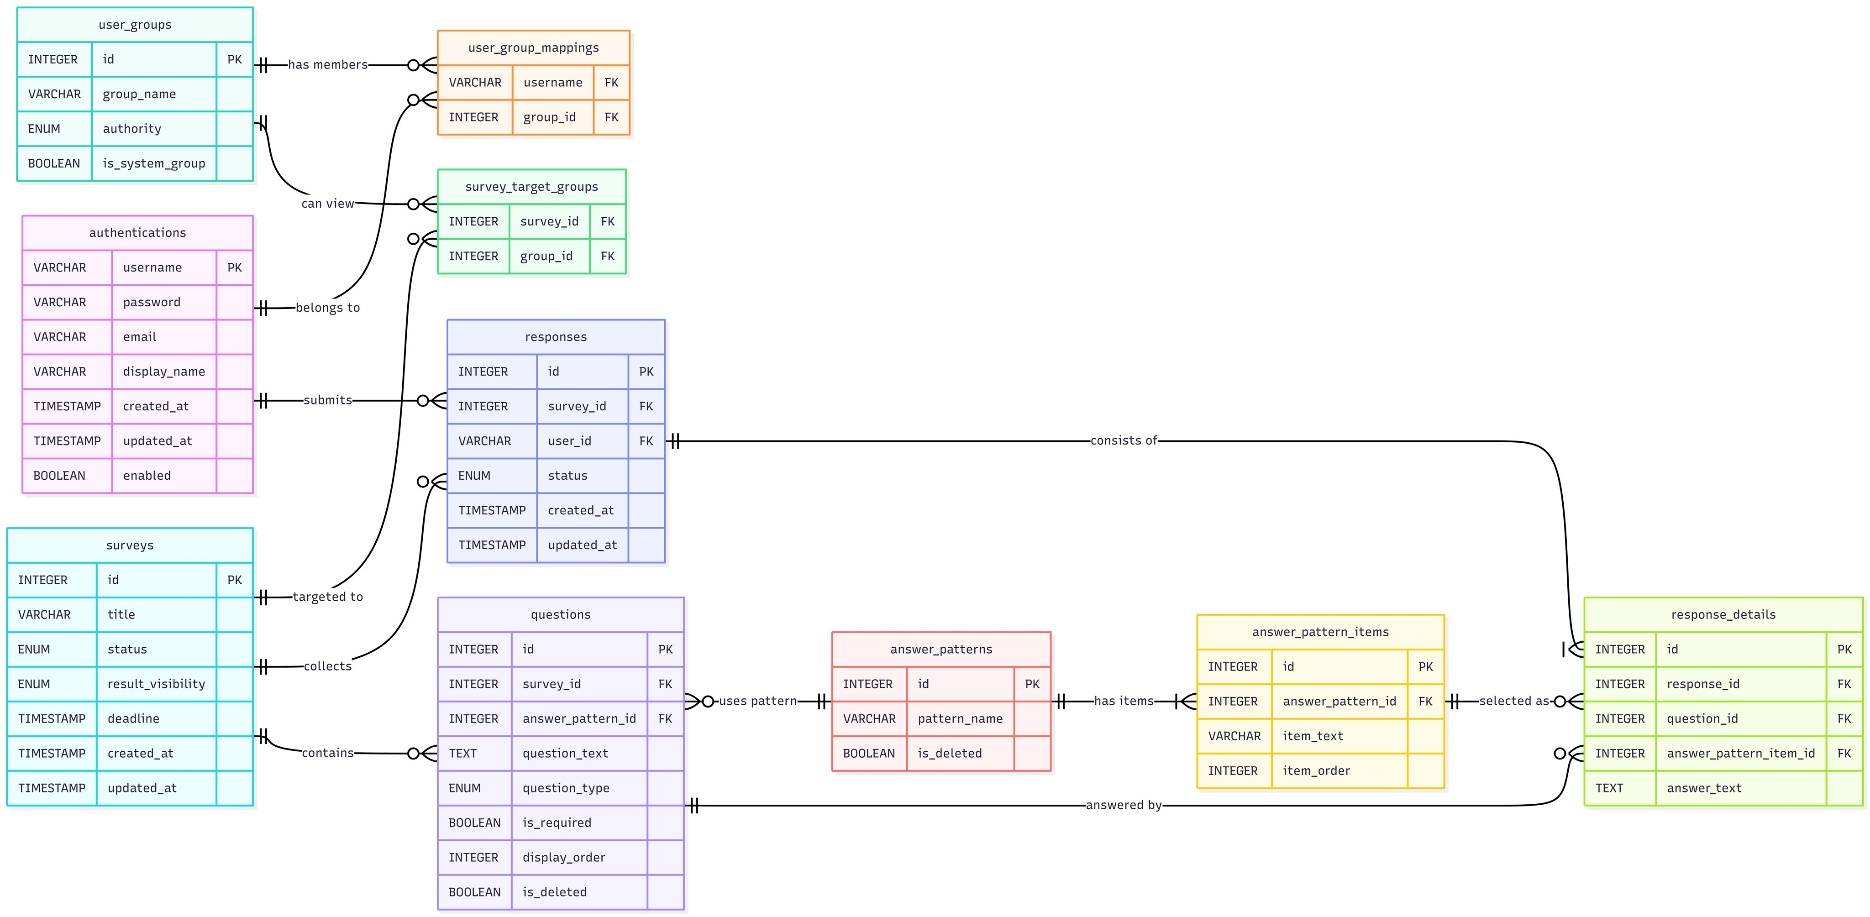 user_groups
INTEGER id PK
VARCHAR group_name
ENUM authority
BOOLEAN is_system_group
has members
can view
user_group_mappings
VARCHAR username FK
INTEGER group_id FK
survey_target_groups
INTEGER survey_id FK
INTEGER group_id FK
authentications
VARCHAR username PK
VARCHAR password
VARCHAR email
VARCHAR display_name
TIMESTAMP created_at
TIMESTAMP updated_at
BOOLEAN enabled
belongs to
submits
responses
INTEGER id PK
INTEGER survey_id FK
VARCHAR user_id FK
ENUM status
TIMESTAMP created_at
TIMESTAMP updated_at
consists of
surveys
INTEGER id PK
VARCHAR title
ENUM status
ENUM result_visibility
TIMESTAMP deadline
TIMESTAMP created_at
TIMESTAMP updated_at
targeted to
collects
contains
questions
INTEGER id PK
INTEGER survey_id FK
INTEGER answer_pattern_id FK
TEXT question_text
ENUM question_type
BOOLEAN is_required
INTEGER display_order
BOOLEAN is_deleted
uses pattern
answered by
answer_patterns
INTEGER id PK
VARCHAR pattern_name
BOOLEAN is_deleted
has items
answer_pattern_items
INTEGER id PK
INTEGER answer_pattern_id FK
VARCHAR item_text
INTEGER item_order
selected as
response_details
INTEGER id PK
INTEGER response_id FK
INTEGER question_id FK
INTEGER answer_pattern_item_id FK
TEXT answer_text